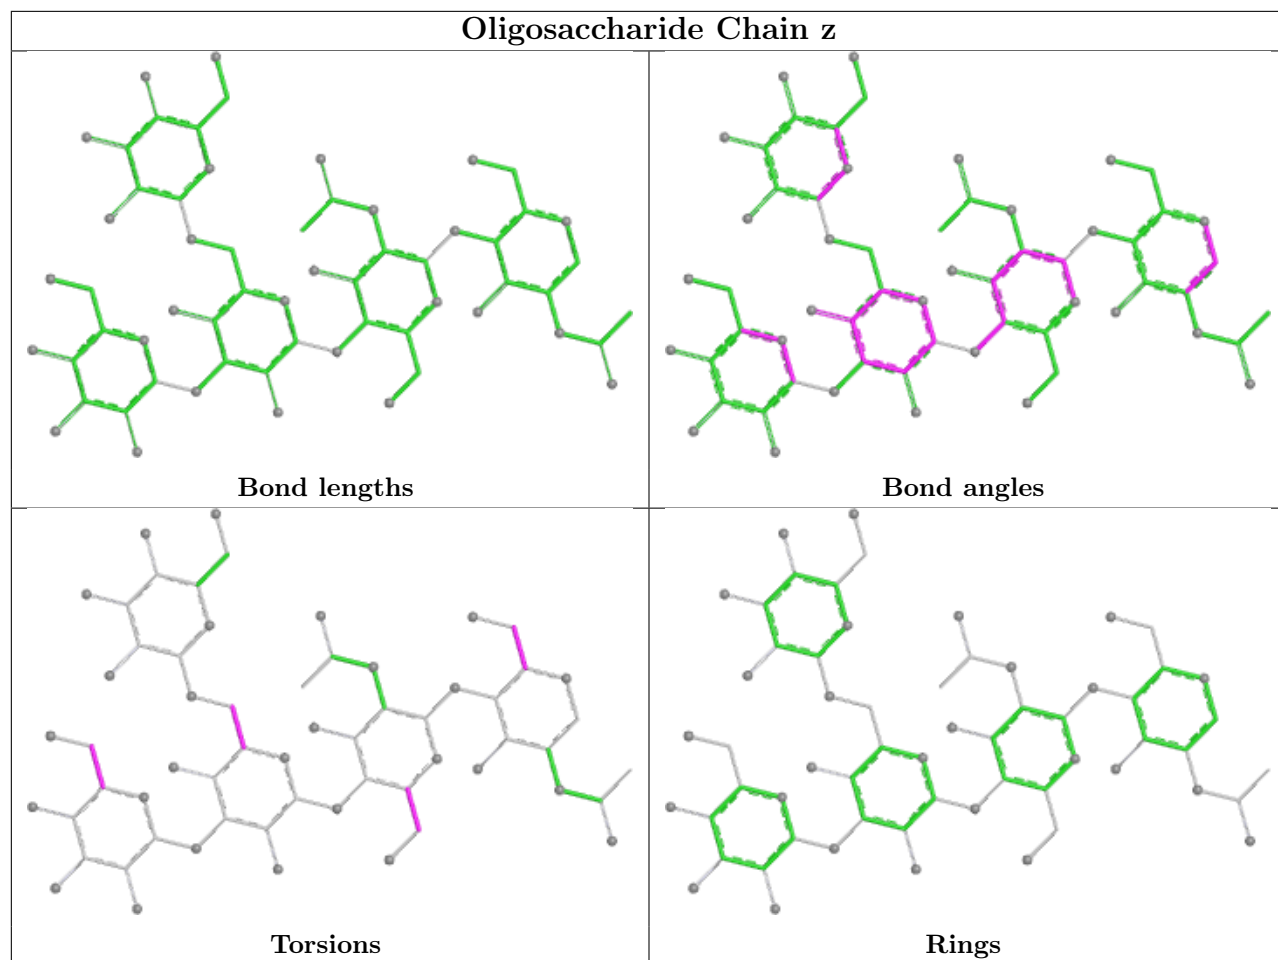 Oligosaccharide Chain z
Bond lengths
Bond angles
Torsions
Rings